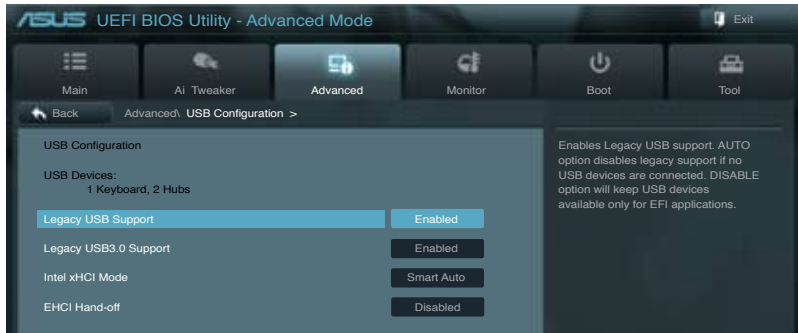 ASUS UEFI BIOS Utility - Advanced Mode
Exit
Main
Ai Tweaker
Advanced
Monitor
Boot
Tool
Back
Advanced\ USB Configuration >
USB Configuration
USB Devices:
1 Keyboard, 2 Hubs
Legacy USB Support Enabled
Legacy USB3.0 Support Enabled
Intel xHCI Mode Smart Auto
EHCI Hand-off Disabled
Enables Legacy USB support. AUTO
option disables legacy support if no
USB devices are connected. DISABLE
option will keep USB devices
available only for EFI applications.